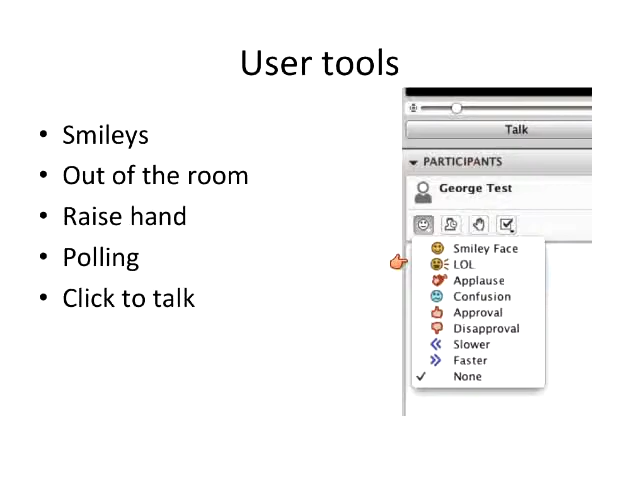 User tools
• Smileys
• Out of the room
• Raise hand
• Polling
• Click to talk
Talk
PARTICIPANTS
George Test
Smiley Face
LOL
Applause
Confusion
Approval
Disapproval
Slower
Faster
None